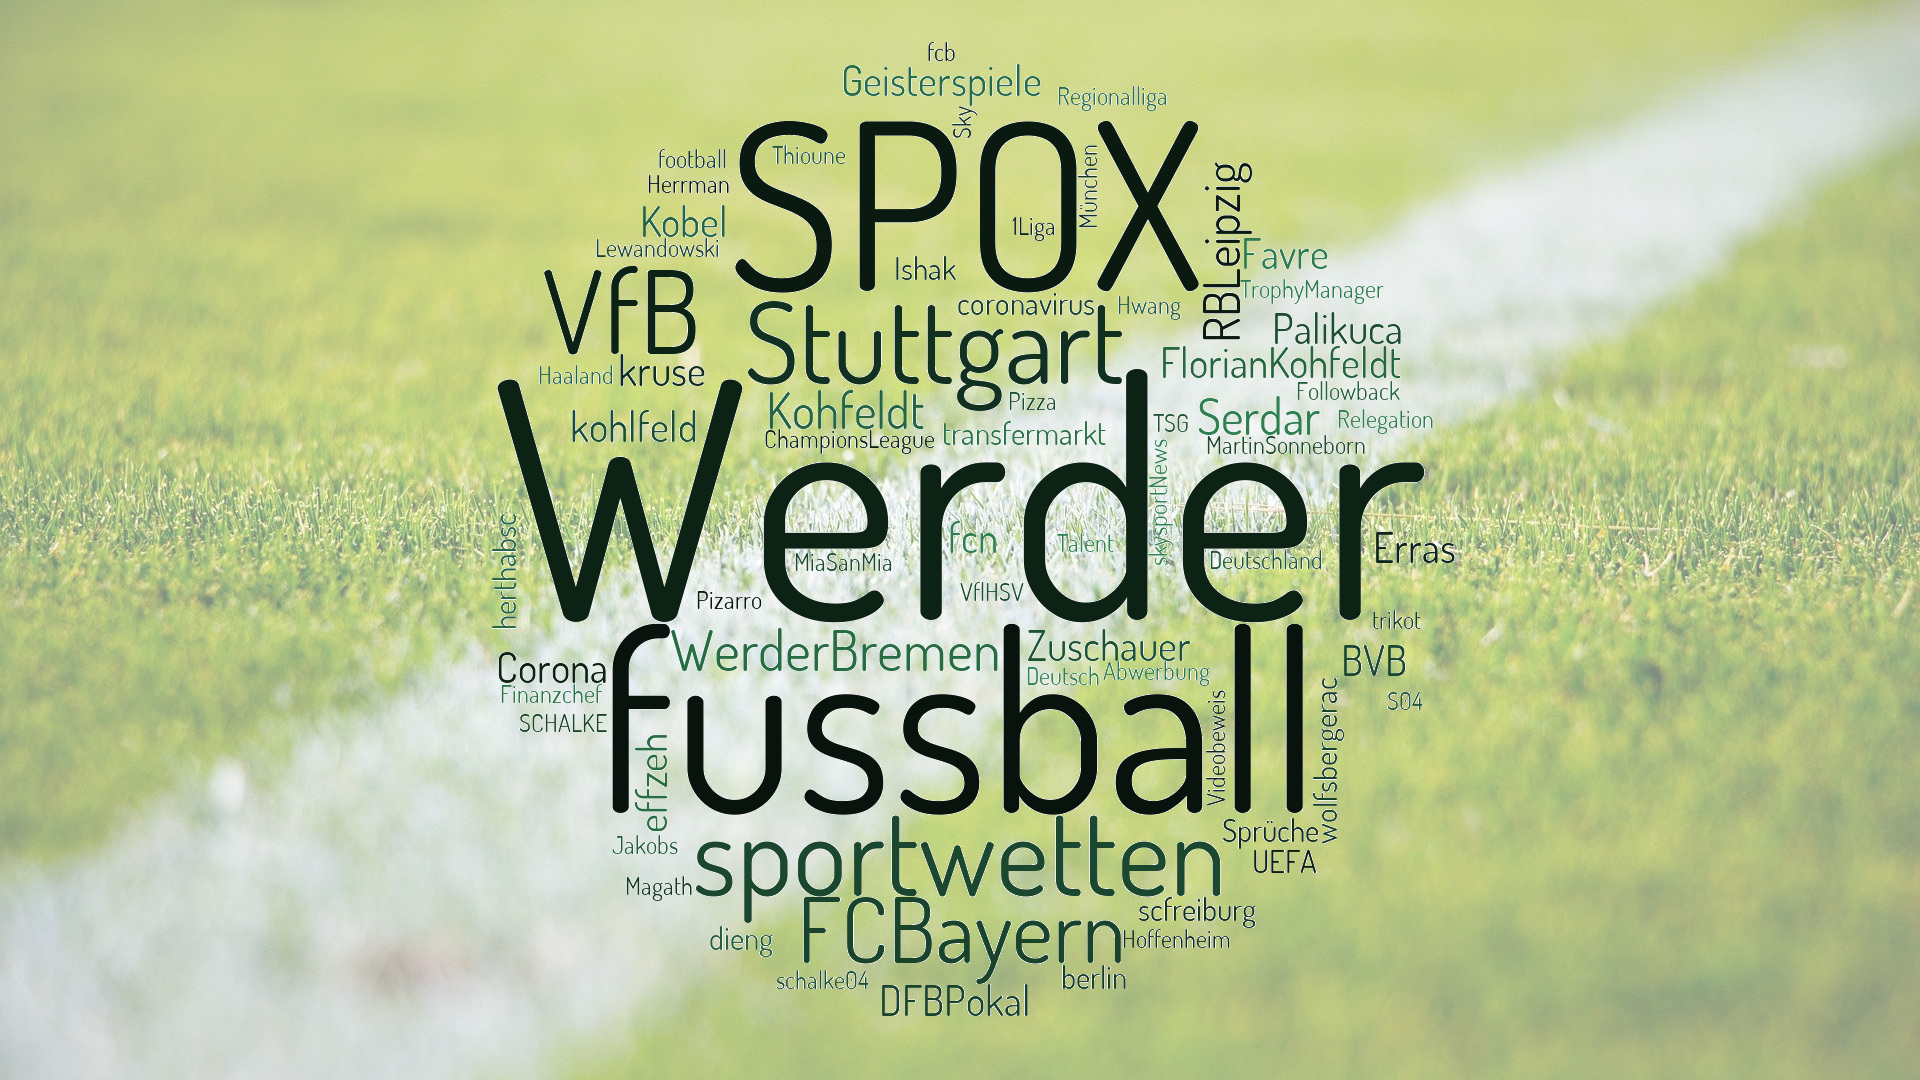 fcb
Geisterspiele
Regionalliga
Sky
SPOX
football
Thioune
München
Herrman
RBLeipzig
Kobel
1Liga
Lewandowski
Favre
Ishak
VfB
TrophyManager
coronavirus
Hwang
Stuttgart
Palikuca
FlorianKohfeldt
Haaland
kruse
Followback
Pizza
Kohfeldt
Serdar
TSG
Relegation
kohlfeld
ChampionsLeague
transfermarkt
MartinSonneborn
Werder
skysportNews
fcn
Talent
Erras
MiaSanMia
Deutschland
herthabsc
VflHSV
Pizarro
trikot
WerderBremen
Zuschauer
BVB
Corona
Deutsch
Abwerbung
Finanzchef
S04
SCHALKE
fussball
Videobeweis
wolfsbergerac
effzeh
Sprüche
Jakobs
UEFA
sportwetten
Magath
scfreiburg
FCBayern
dieng
Hoffenheim
schalke04
berlin
DFBPokal